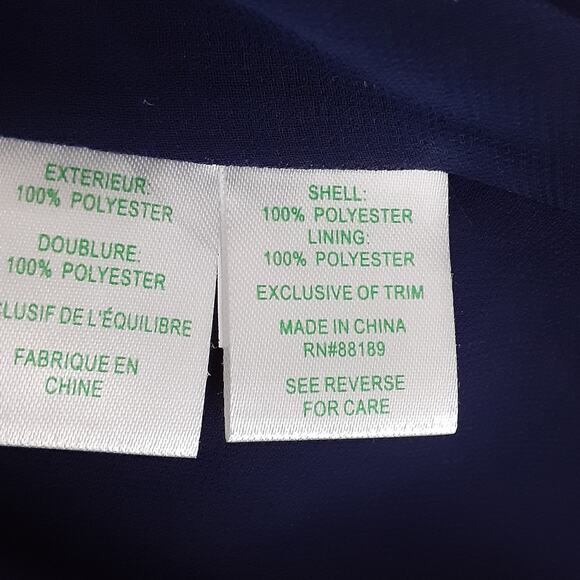 EXTERIEUR:
100% POLYESTER
DOUBLURE:
100% POLYESTER
CLUSIF DE L'ÉQUILIBRE
FABRIQUE EN
CHINE
SHELL:
100% POLYESTER
LINING:
100% POLYESTER
EXCLUSIVE OF TRIM
MADE IN CHINA
RN#88189
SEE REVERSE
FOR CARE